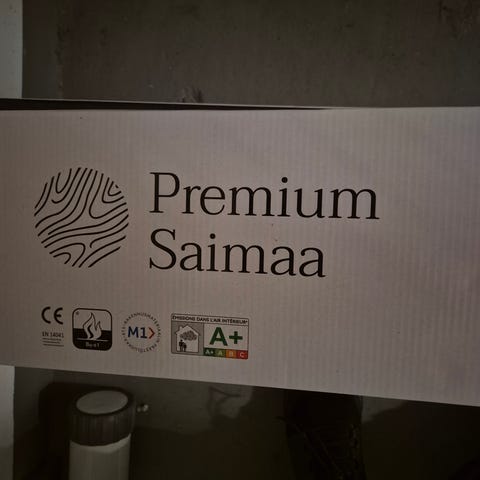 Premium
Saimaa
CE
EN 14041
M1
ÉMISSIONS DANS L'AIR INTÉRIEUR*
A+
A+ A B C